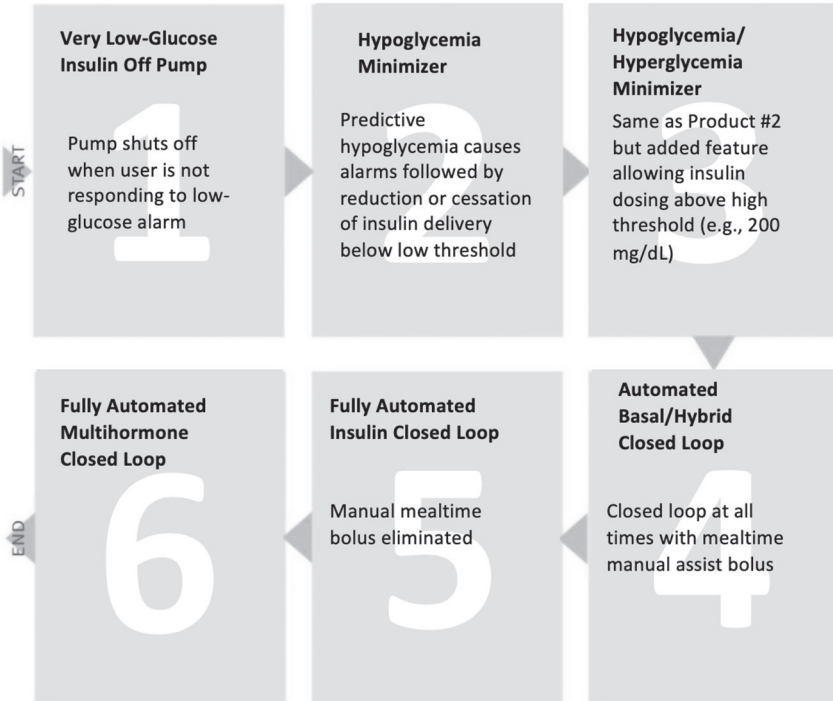 START
1
Very Low-Glucose
Insulin Off Pump
Pump shuts off
when user is not
responding to low-
glucose alarm
2
Hypoglycemia
Minimizer
Predictive
hypoglycemia causes
alarms followed by
reduction or cessation
of insulin delivery
below low threshold
3
Hypoglycemia/
Hyperglycemia
Minimizer
Same as Product #2
but added feature
allowing insulin
dosing above high
threshold (e.g., 200
mg/dL)
4
Automated
Basal/Hybrid
Closed Loop
Closed loop at all
times with mealtime
manual assist bolus
5
Fully Automated
Insulin Closed Loop
Manual mealtime
bolus eliminated
6
Fully Automated
Multihormone
Closed Loop
END